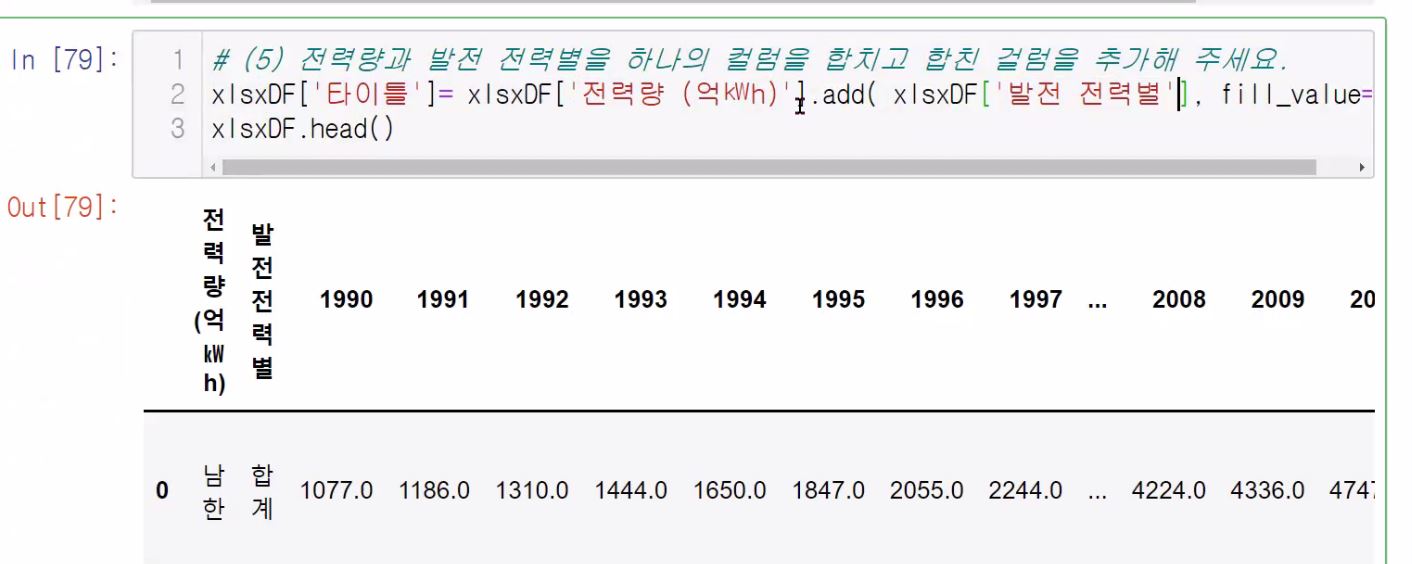 In [79]:
1 # (5) 전력량과 발전 전력별을 하나의 컬럼을 합치고 합친 걸럼을 추가해 주세요.
2 xlsxDF['타이틀']= xlsxDF['전력량 (억㎾h)'].add( xlsxDF['발전 전력별'], fill_value=
3 xlsxDF.head()
Out[79]:
전력량(억㎾h) 발전전력별 1990 1991 1992 1993 1994 1995 1996 1997 ... 2008 2009 20
0 남한 합계 1077.0 1186.0 1310.0 1444.0 1650.0 1847.0 2055.0 2244.0 ... 4224.0 4336.0 4747